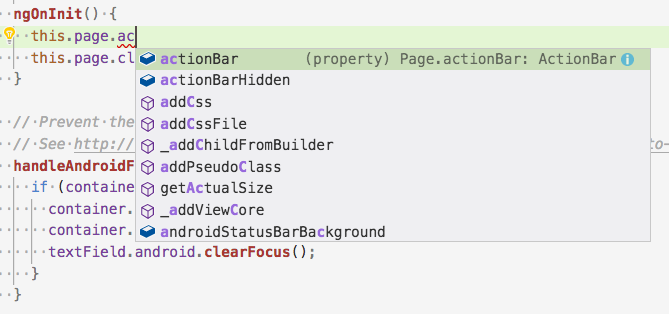 ngOnInit() {
this.page.ac
actionBar (property) Page.actionBar: ActionBar
this.page.cl
actionBarHidden
}
addCss
addCssFile
// Prevent the
// See http:// _addChildFromBuilder to-
handleAndroidF addPseudoClass
if (container getActualSize
container. _addViewCore
container. androidStatusBarBackground
textField.android.clearFocus();
}
}